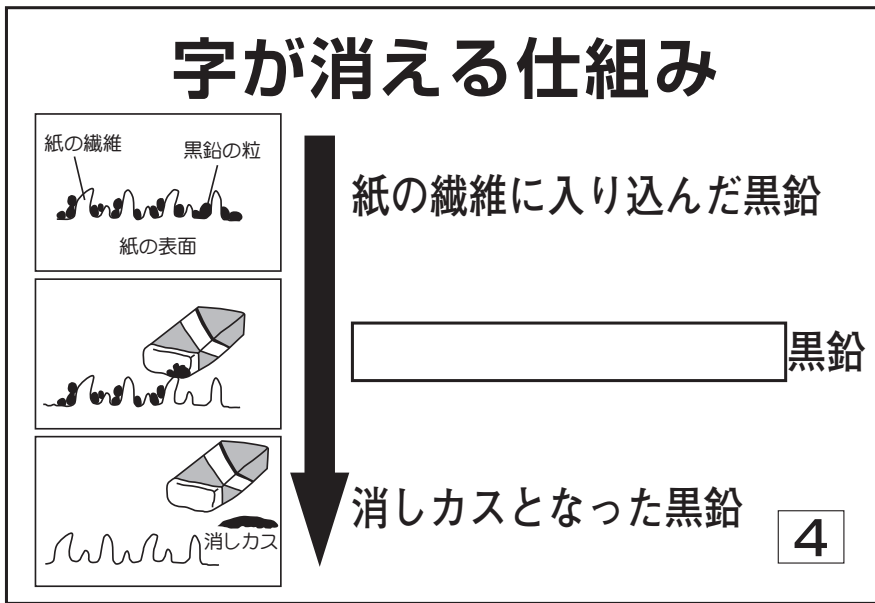 字が消える仕組み
紙の繊維
黒鉛の粒
紙の表面
紙の繊維に入り込んだ黒鉛
黒鉛
消しカスとなった黒鉛
消しカス
4